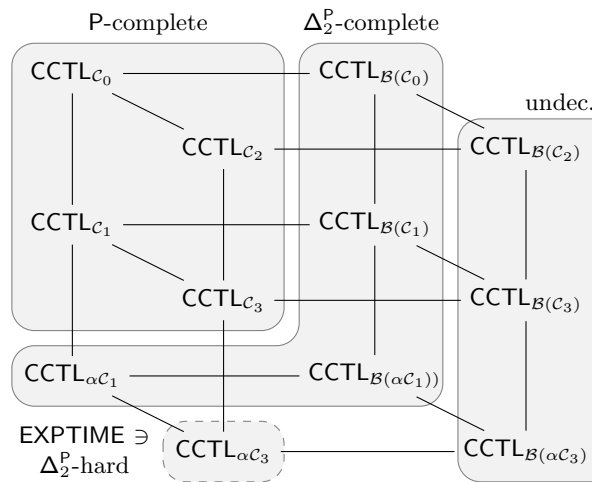 P-complete Δ₂ᴾ-complete
CCTL_{𝒞₀} CCTL_{ℬ(𝒞₀)}
undec.
CCTL_{𝒞₂} CCTL_{ℬ(𝒞₂)}
CCTL_{𝒞₁} CCTL_{ℬ(𝒞₁)}
CCTL_{𝒞₃} CCTL_{ℬ(𝒞₃)}
CCTL_{α𝒞₁} CCTL_{ℬ(α𝒞₁))}
EXPTIME ∋
Δ₂ᴾ-hard
CCTL_{α𝒞₃} CCTL_{ℬ(α𝒞₃)}